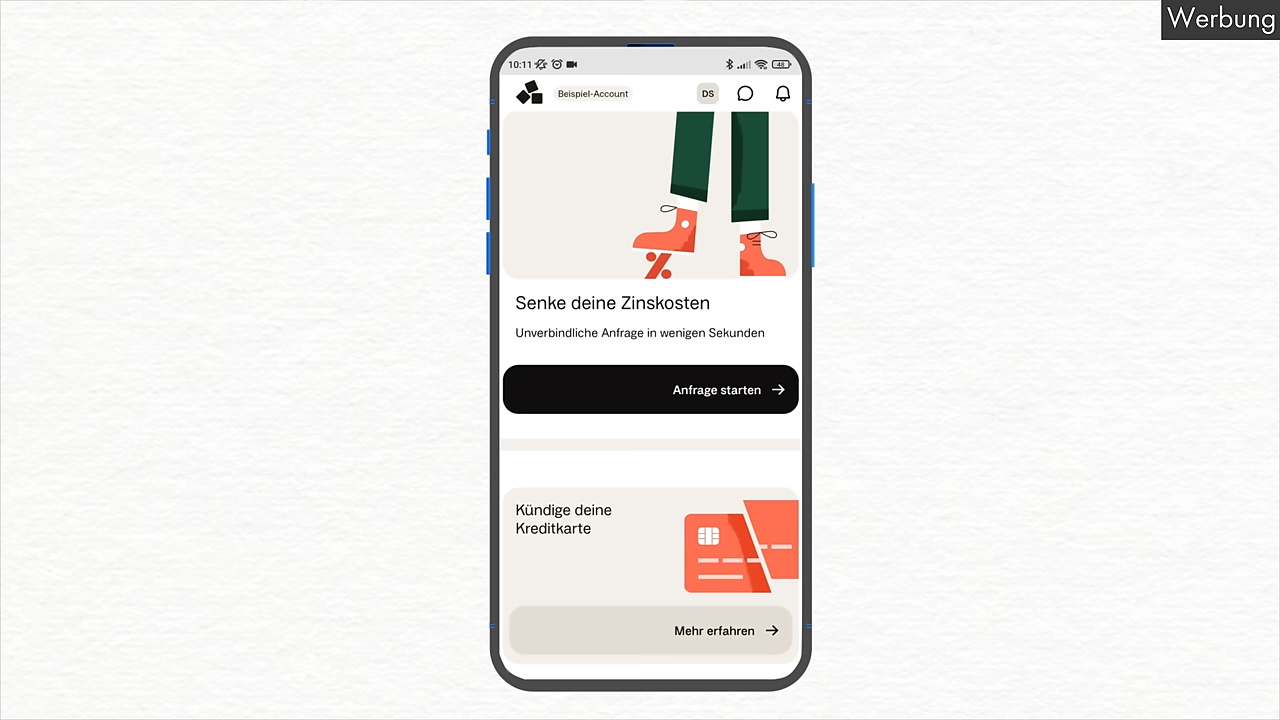 Werbung
10:11
48
Beispiel-Account
DS
Senke deine Zinskosten
Unverbindliche Anfrage in wenigen Sekunden
Anfrage starten
Kündige deine
Kreditkarte
Mehr erfahren